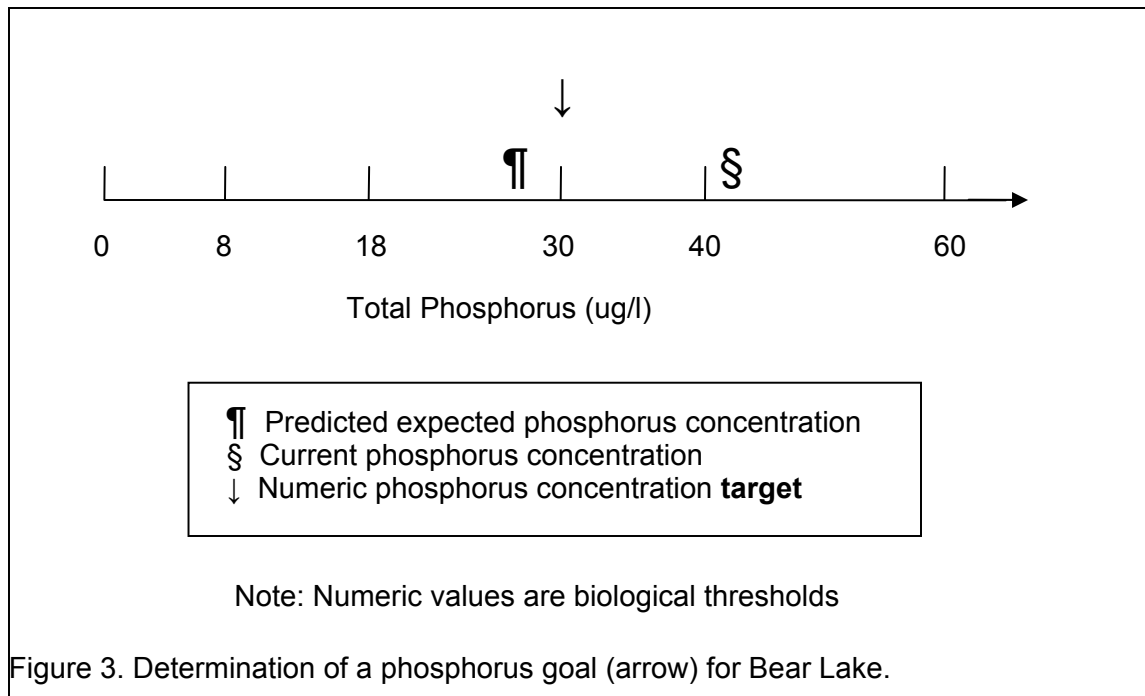 ↓
¶ §
0 8 18 30 40 60
Total Phosphorus (ug/l)
¶ Predicted expected phosphorus concentration
§ Current phosphorus concentration
↓ Numeric phosphorus concentration target
Note: Numeric values are biological thresholds
Figure 3. Determination of a phosphorus goal (arrow) for Bear Lake.